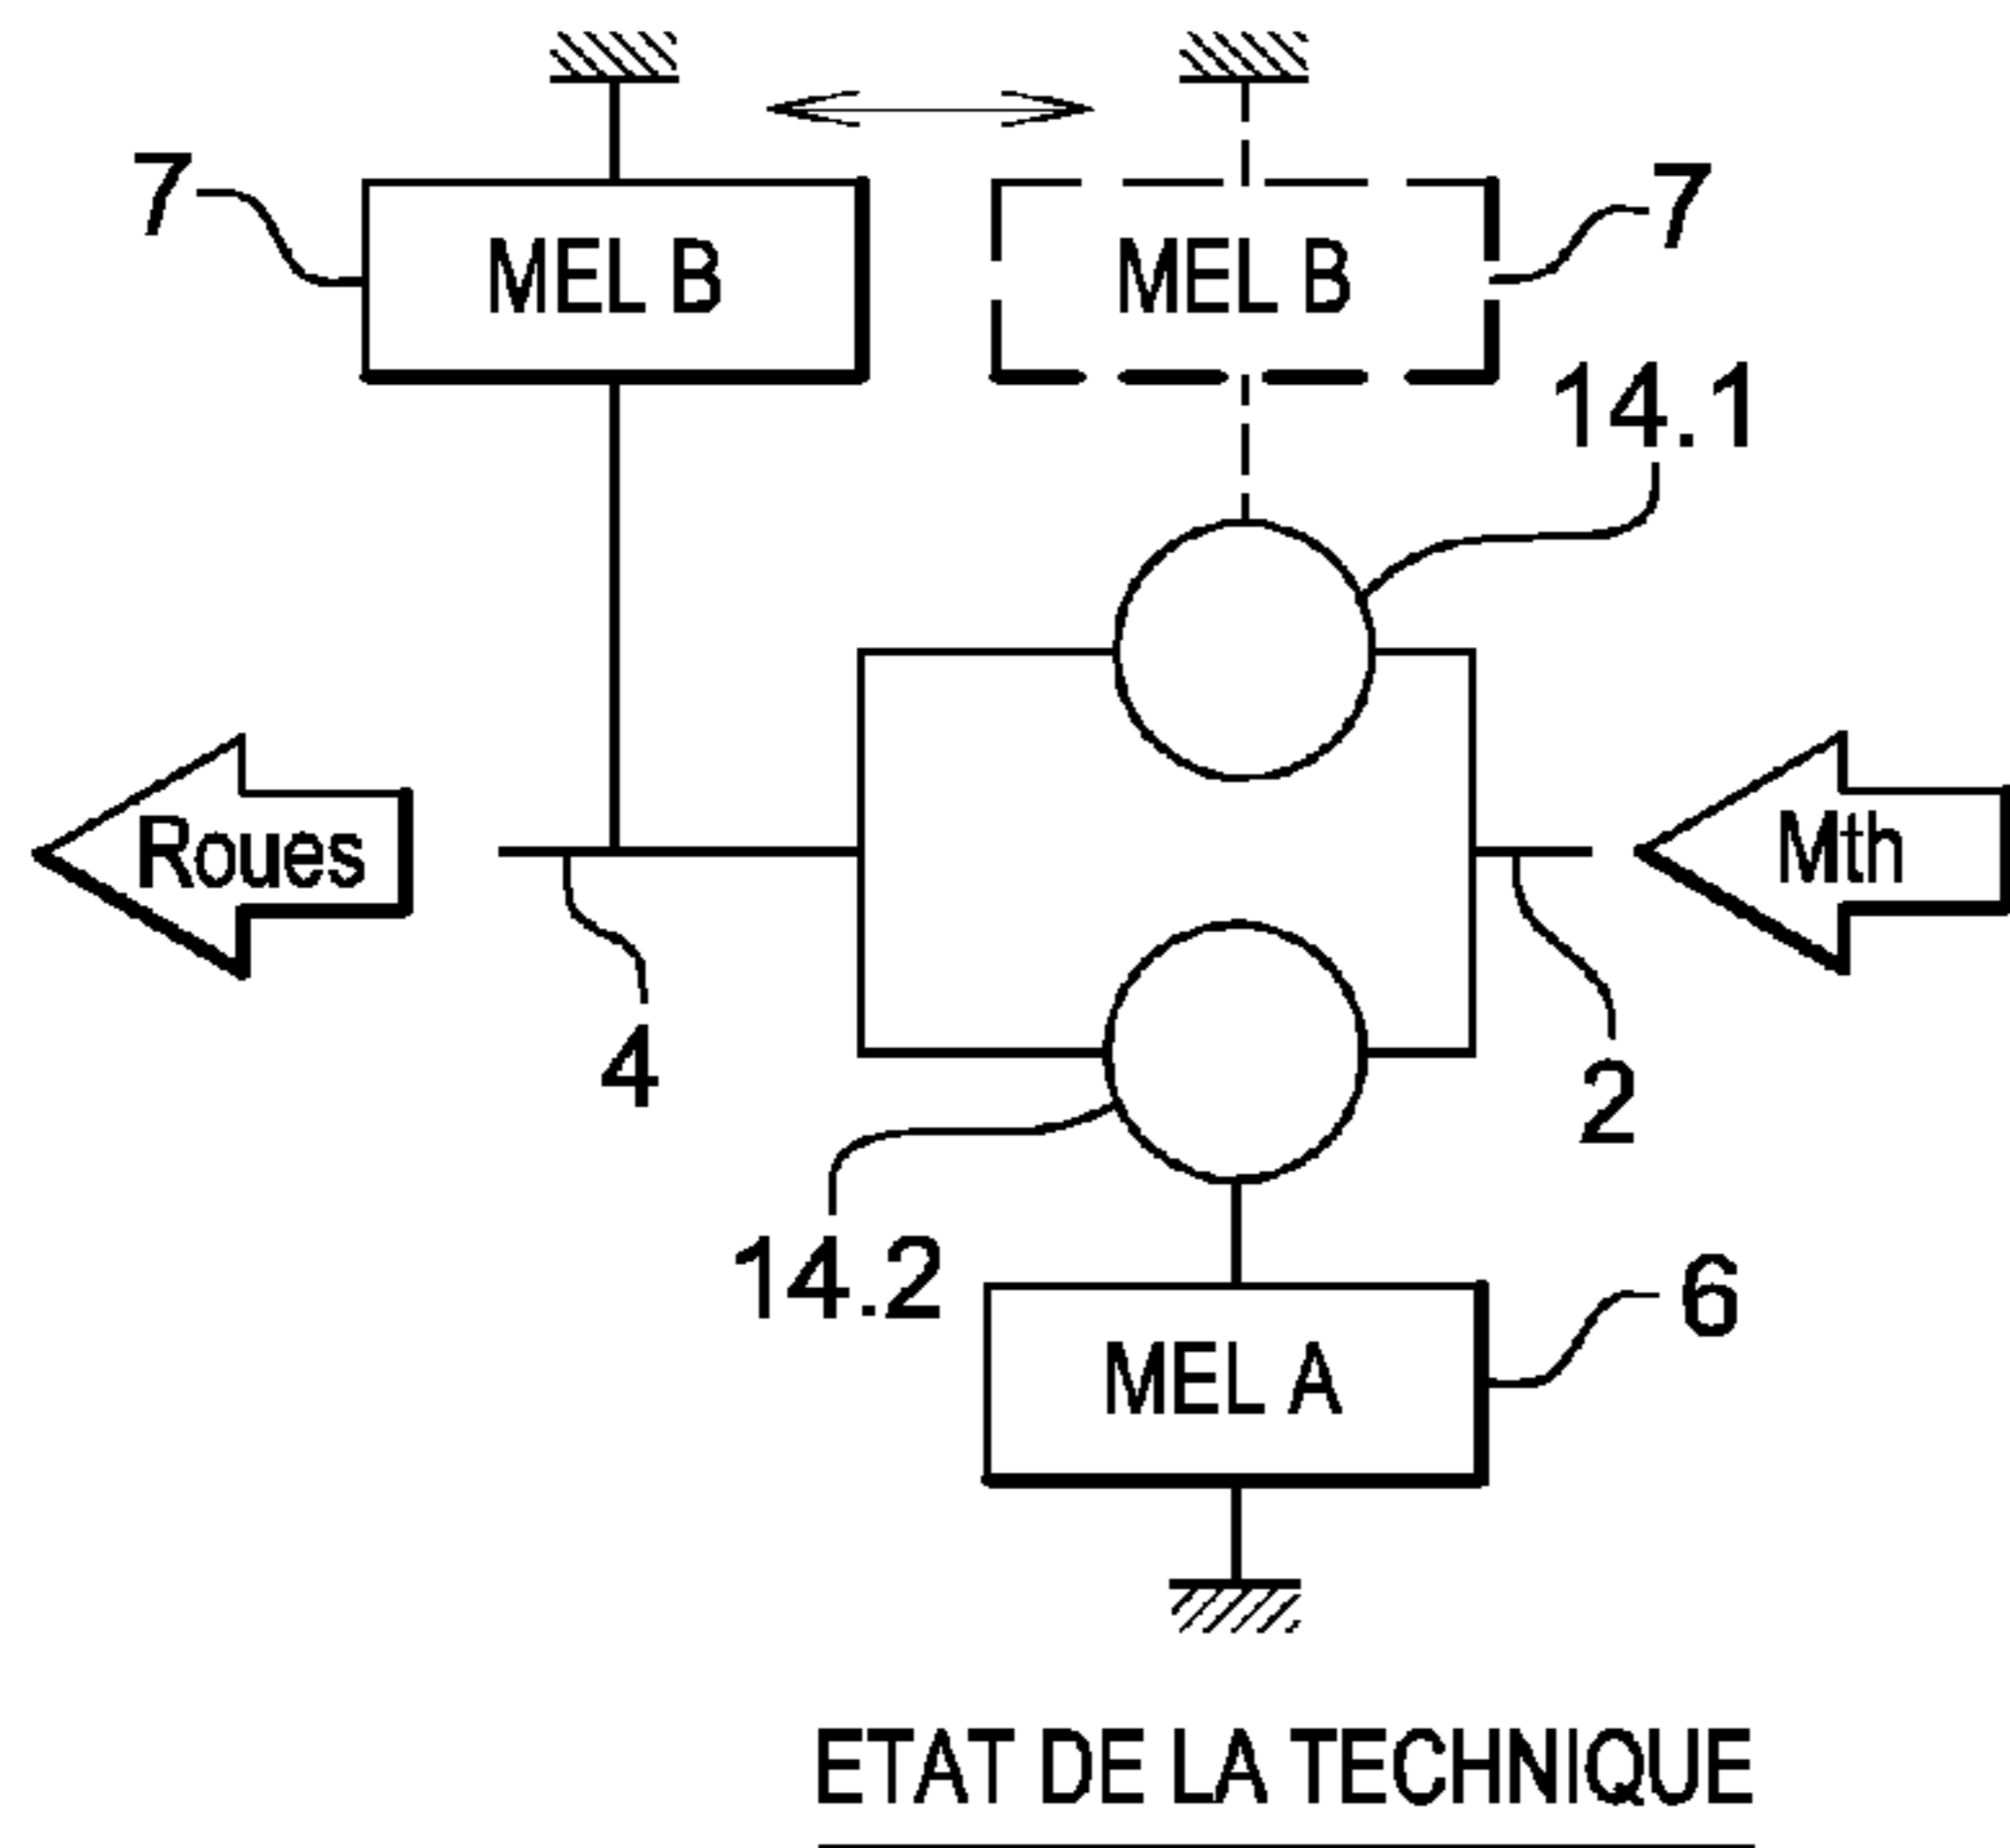 7
MEL B
MEL B
7
14.1
Roues
Mth
4
2
14.2
MEL A
6
ETAT DE LA TECHNIQUE